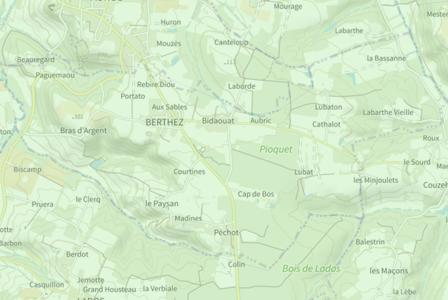 Mourage
Huron
Labarthe
Mouzès
Canteloup
la Bassanne
Beauregard
Paguemaou
Rebire Diou
Laborde
Portato
Aux Sables
Lubaton
Labarthe Vieille
BERTHEZ
Bidaouat
Aubric
Cathalot
Bras d'Argent
Roux
Pioquet
le Sourd
Biscamp
Courtines
Lubat
les Minjoulets
Cap de Bos
le Clerq
Pruera
le Paysan
Madines
Péchot
Balestrin
Berdot
Colin
Bois de Lados
les Maçons
Jemotte
Casquillon
Grand Housteau
la Verbiale
la Lèbe